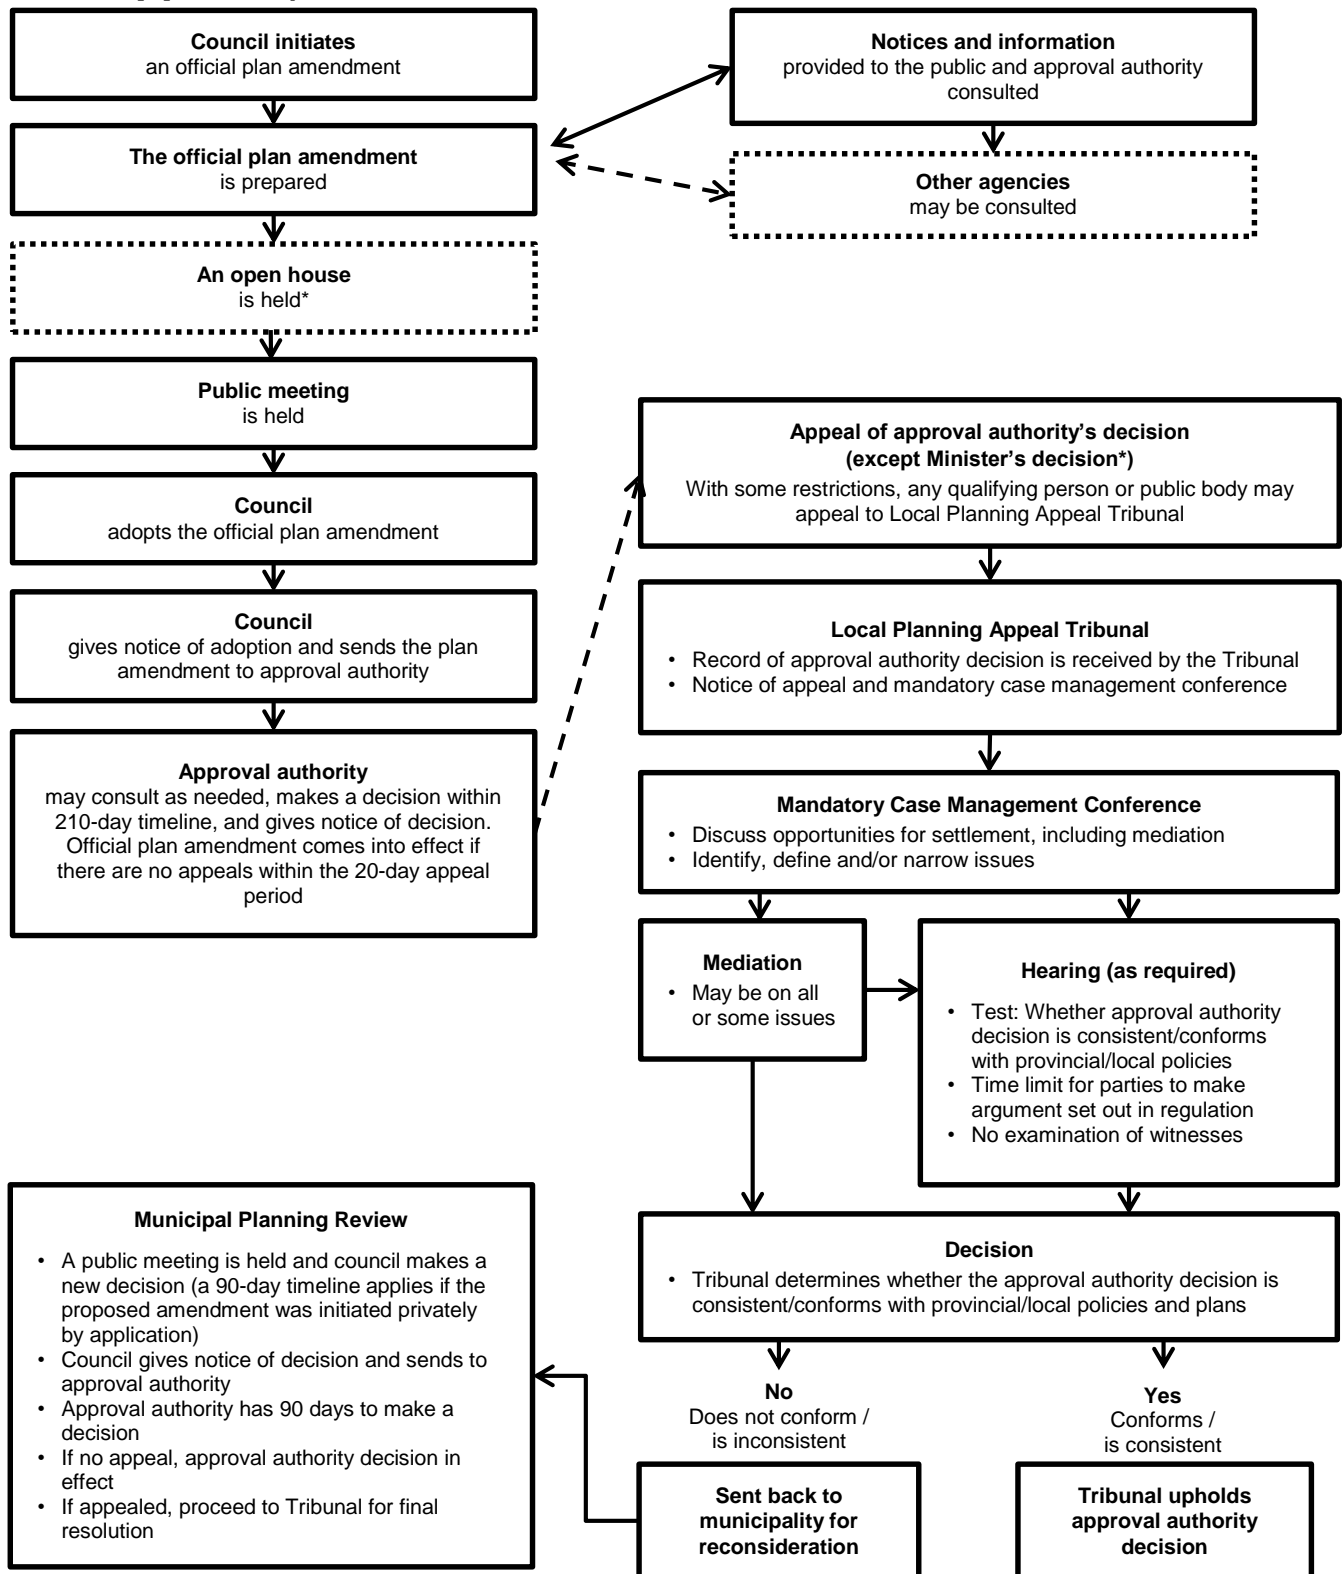 Council initiates
an official plan amendment
Notices and information
provided to the public and approval authority
consulted
The official plan amendment
is prepared
Other agencies
may be consulted
An open house
is held*
Public meeting
is held
Council
adopts the official plan amendment
Council
gives notice of adoption and sends the plan
amendment to approval authority
Approval authority
may consult as needed, makes a decision within
210-day timeline, and gives notice of decision.
Official plan amendment comes into effect if
there are no appeals within the 20-day appeal
period
Appeal of approval authority’s decision
(except Minister’s decision*)
With some restrictions, any qualifying person or public body may
appeal to Local Planning Appeal Tribunal
Local Planning Appeal Tribunal
• Record of approval authority decision is received by the Tribunal
• Notice of appeal and mandatory case management conference
Mandatory Case Management Conference
• Discuss opportunities for settlement, including mediation
• Identify, define and/or narrow issues
Mediation
• May be on all
or some issues
Hearing (as required)
• Test: Whether approval authority
decision is consistent/conforms
with provincial/local policies
• Time limit for parties to make
argument set out in regulation
• No examination of witnesses
Decision
• Tribunal determines whether the approval authority decision is
consistent/conforms with provincial/local policies and plans
No
Does not conform /
is inconsistent
Yes
Conforms /
is consistent
Sent back to
municipality for
reconsideration
Tribunal upholds
approval authority
decision
Municipal Planning Review
• A public meeting is held and council makes a
new decision (a 90-day timeline applies if the
proposed amendment was initiated privately
by application)
• Council gives notice of decision and sends to
approval authority
• Approval authority has 90 days to make a
decision
• If no appeal, approval authority decision in
effect
• If appealed, proceed to Tribunal for final
resolution